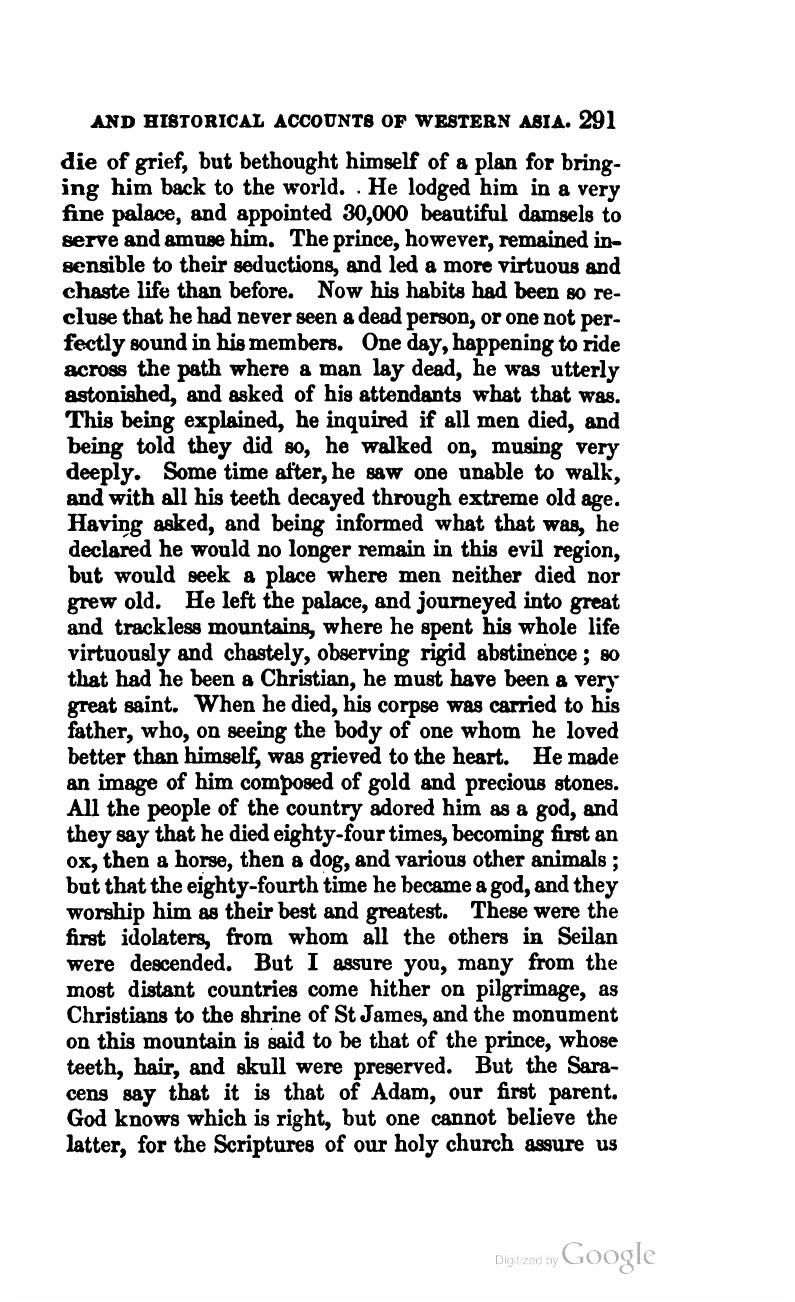 AND HISTORICAL ACCOUNTS OF WESTERN ASIA. 291
die of grief, but bethought himself of a plan for bring-
ing him back to the world. . He lodged him in a very
fine palace, and appointed 30,000 beautiful damsels to
serve and amuse him. The prince, however, remained in-
sensible to their seductions, and led a more virtuous and
chaste life than before. Now his habits had been so re-
cluse that he had never seen a dead person, or one not per-
fectly sound in his members. One day, happening to ride
across the path where a man lay dead, he was utterly
astonished, and asked of his attendants what that was.
This being explained, he inquired if all men died, and
being told they did so, he walked on, musing very
deeply. Some time after, he saw one unable to walk,
and with all his teeth decayed through extreme old age.
Having asked, and being informed what that was, he
declared he would no longer remain in this evil region,
but would seek a place where men neither died nor
grew old. He left the palace, and journeyed into great
and trackless mountains, where he spent his whole life
virtuously and chastely, observing rigid abstinence ; so
that had he been a Christian, he must have been a very
great saint. When he died, his corpse was carried to his
father, who, on seeing the body of one whom he loved
better than himself, was grieved to the heart. He made
an image of him composed of gold and precious stones.
All the people of the country adored him as a god, and
they say that he died eighty-four times, becoming first an
ox, then a horse, then a dog, and various other animals ;
but that the eighty-fourth time he became a god, and they
worship him as their best and greatest. These were the
first idolaters, from whom all the others in Seilan
were descended. But I assure you, many from the
most distant countries come hither on pilgrimage, as
Christians to the shrine of St James, and the monument
on this mountain is said to be that of the prince, whose
teeth, hair, and skull were preserved. But the Sara-
cens say that it is that of Adam, our first parent.
God knows which is right, but one cannot believe the
latter, for the Scriptures of our holy church assure us
Digitized by Google